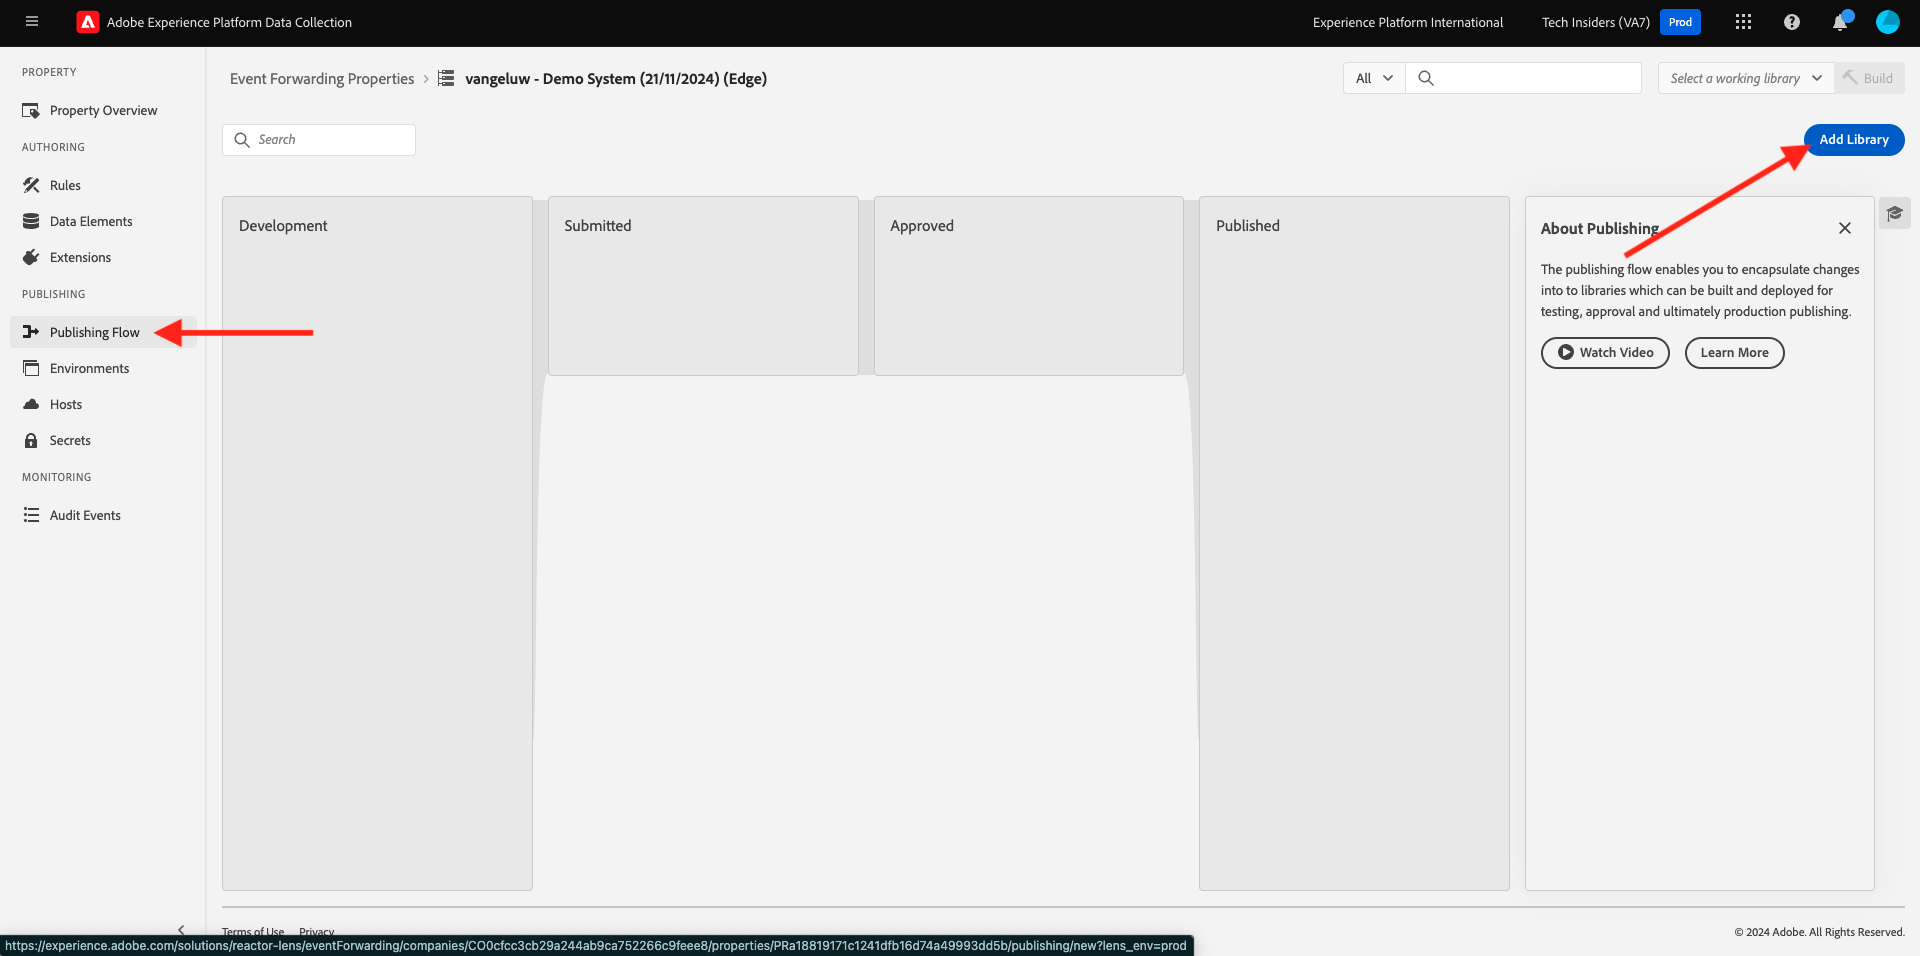 Adobe Experience Platform Data Collection
Experience Platform International
Tech Insiders (VA7)
Prod
PROPERTY
Property Overview
AUTHORING
Rules
Data Elements
Extensions
PUBLISHING
Publishing Flow
Environments
Hosts
Secrets
MONITORING
Audit Events
Event Forwarding Properties
vangeluw - Demo System (21/11/2024) (Edge)
All
Select a working library
Build
Search
Add Library
Development
Submitted
Approved
Published
About Publishing
The publishing flow enables you to encapsulate changes
into to libraries which can be built and deployed for
testing, approval and ultimately production publishing.
Watch Video
Learn More
Terms of Use
Privacy
© 2024 Adobe. All Rights Reserved.
https://experience.adobe.com/solutions/reactor-lens/eventForwarding/companies/CO0cfcc3cb29a244ab9ca752266c9feee8/properties/PRa18819171c1241dfb16d74a49993dd5b/publishing/new?lens_env=prod